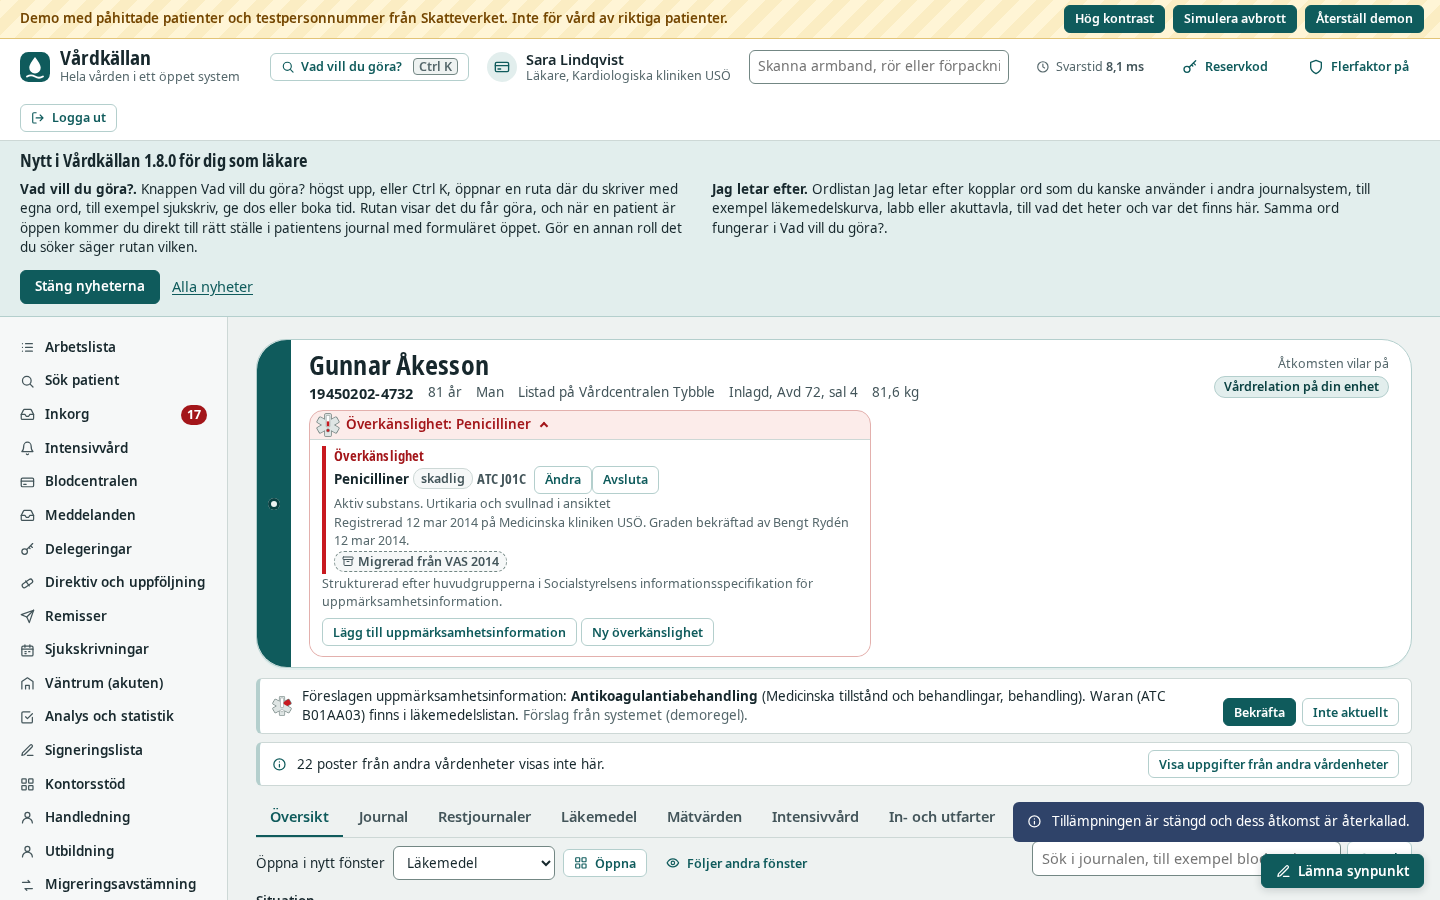 Demo med påhittade patienter och testpersonnummer från Skatteverket. Inte för vård av riktiga patienter.
Hög kontrast
Simulera avbrott
Återställ demon
Vårdkällan
Hela vården i ett öppet system
Vad vill du göra?
Ctrl K
Sara Lindqvist
Läkare, Kardiologiska kliniken USÖ
Skanna armband, rör eller förpackni
Svarstid 8,1 ms
Reservkod
Flerfaktor på
Logga ut
Nytt i Vårdkällan 1.8.0 för dig som läkare
Vad vill du göra?. Knappen Vad vill du göra? högst upp, eller Ctrl K, öppnar en ruta där du skriver med
egna ord, till exempel sjukskriv, ge dos eller boka tid. Rutan visar det du får göra, och när en patient är
öppen kommer du direkt till rätt ställe i patientens journal med formuläret öppet. Gör en annan roll det
du söker säger rutan vilken.
Jag letar efter. Ordlistan Jag letar efter kopplar ord som du kanske använder i andra journalsystem, till
exempel läkemedelskurva, labb eller akuttavla, till vad det heter och var det finns här. Samma ord
fungerar i Vad vill du göra?.
Stäng nyheterna
Alla nyheter
Arbetslista
Sök patient
Inkorg
17
Intensivvård
Blodcentralen
Meddelanden
Delegeringar
Direktiv och uppföljning
Remisser
Sjukskrivningar
Väntrum (akuten)
Analys och statistik
Signeringslista
Kontorsstöd
Handledning
Utbildning
Migreringsavstämning
Gunnar Åkesson
19450202-4732
81 år
Man
Listad på Vårdcentralen Tybble
Inlagd, Avd 72, sal 4
81,6 kg
Åtkomsten vilar på
Vårdrelation på din enhet
Överkänslighet: Penicilliner
Överkänslighet
Penicilliner
skadlig
ATC J01C
Ändra
Avsluta
Aktiv substans. Urtikaria och svullnad i ansiktet
Registrerad 12 mar 2014 på Medicinska kliniken USÖ. Graden bekräftad av Bengt Rydén
12 mar 2014.
Migrerad från VAS 2014
Strukturerad efter huvudgrupperna i Socialstyrelsens informationsspecifikation för
uppmärksamhetsinformation.
Lägg till uppmärksamhetsinformation
Ny överkänslighet
Föreslagen uppmärksamhetsinformation: Antikoagulantiabehandling (Medicinska tillstånd och behandlingar, behandling). Waran (ATC
B01AA03) finns i läkemedelslistan. Förslag från systemet (demoregel).
Bekräfta
Inte aktuellt
22 poster från andra vårdenheter visas inte här.
Visa uppgifter från andra vårdenheter
Översikt
Journal
Restjournaler
Läkemedel
Mätvärden
Intensivvård
In- och utfarter
Tillämpningen är stängd och dess åtkomst är återkallad.
Öppna i nytt fönster
Läkemedel
Öppna
Följer andra fönster
Sök i journalen, till exempel
Lämna synpunkt